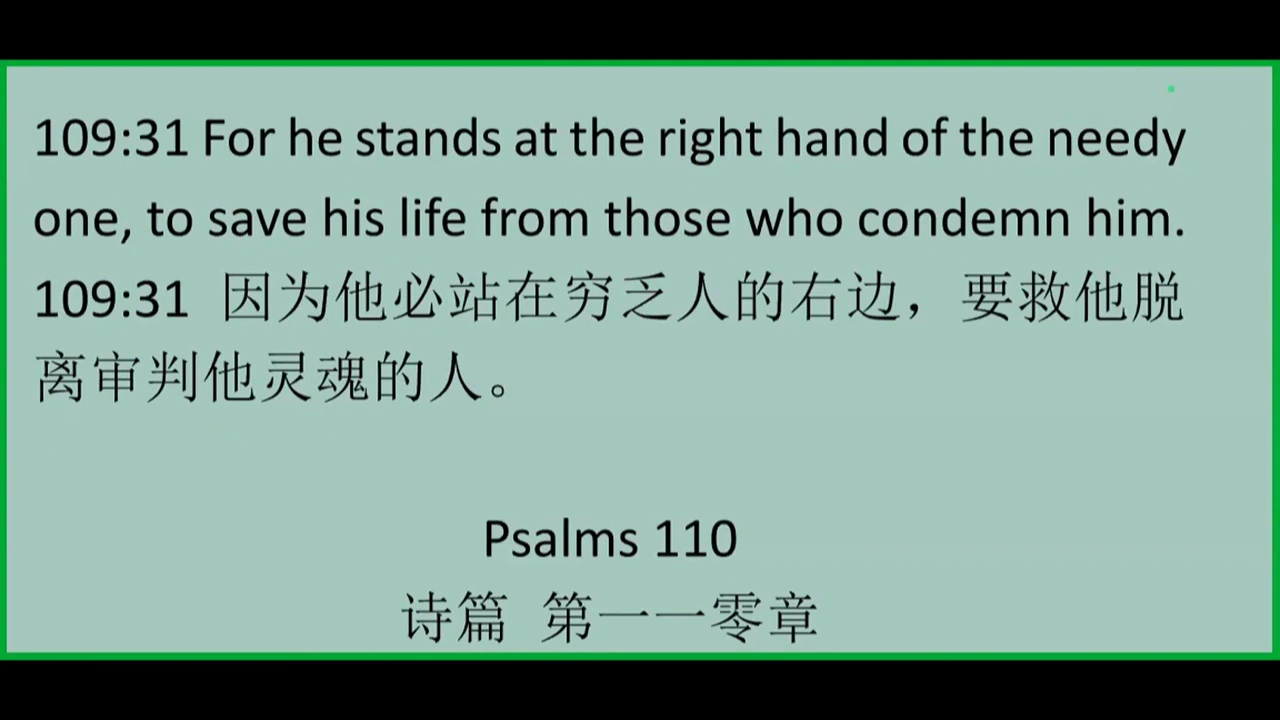 109:31 For he stands at the right hand of the needy
one, to save his life from those who condemn him.
109:31 因为他必站在穷乏人的右边，要救他脱
离审判他灵魂的人。
Psalms 110
诗篇 第一一零章